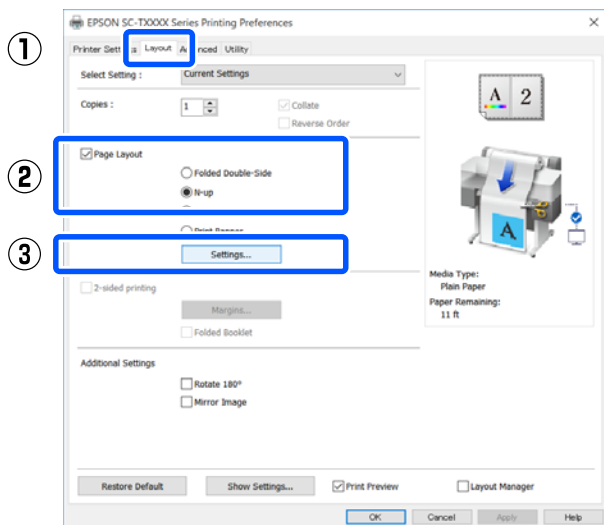 EPSON SC-TXXXX Series Printing Preferences
①
Layout
Utility
Select Setting :
Current Settings
Copies :
1
Collate
Reverse Order
A 2
②
Page Layout
Folded Double-Side
N-up
Print Banner
③
Settings...
A
Media Type:
Plain Paper
Paper Remaining:
11 ft
2-sided printing
Margins...
Folded Booklet
Additional Settings
Rotate 180°
Mirror Image
Restore Default
Show Settings...
Print Preview
Layout Manager
OK
Cancel
Apply
Help